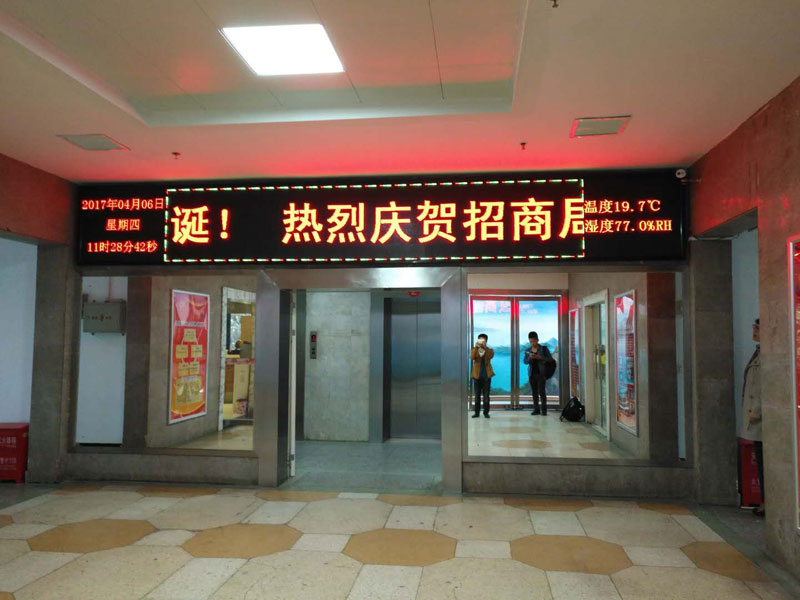 2017年04月06日
星期四
11时28分42秒
诞! 热烈庆贺招商局
温度19.7℃
湿度77.0%RH